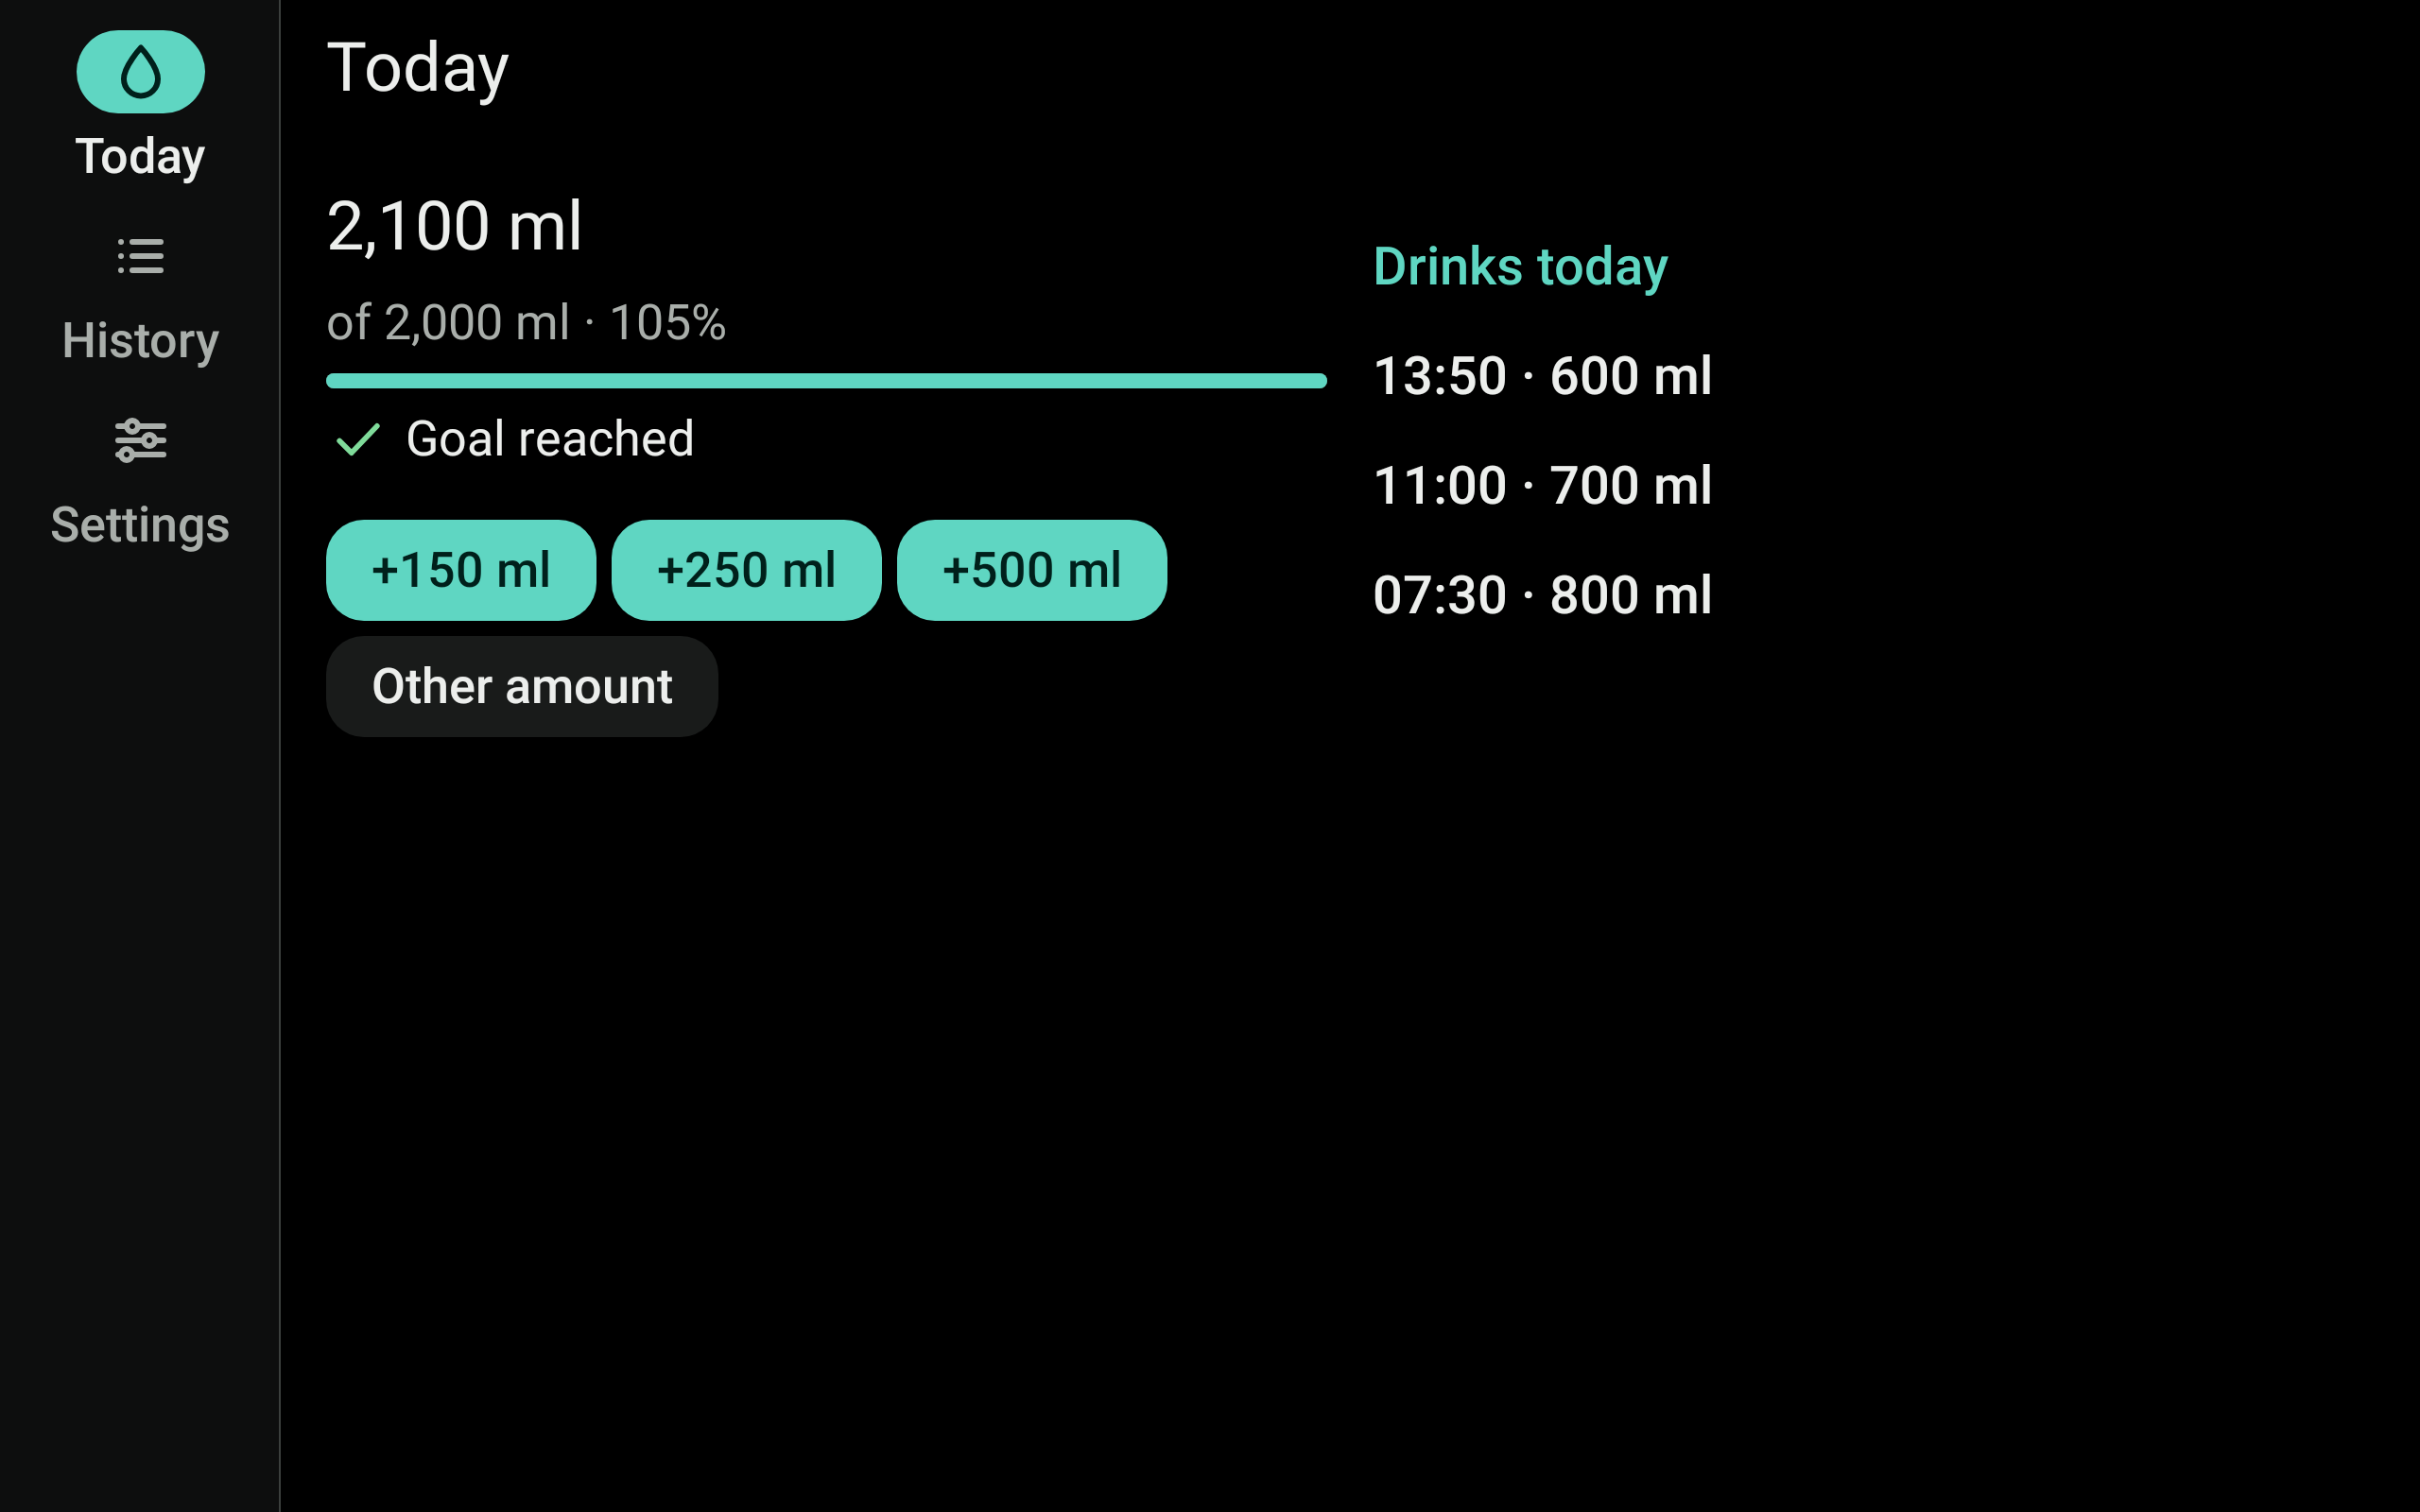 Today
History
Settings
Today
2,100 ml
of 2,000 ml · 105%
Goal reached
+150 ml
+250 ml
+500 ml
Other amount
Drinks today
13:50 · 600 ml
11:00 · 700 ml
07:30 · 800 ml